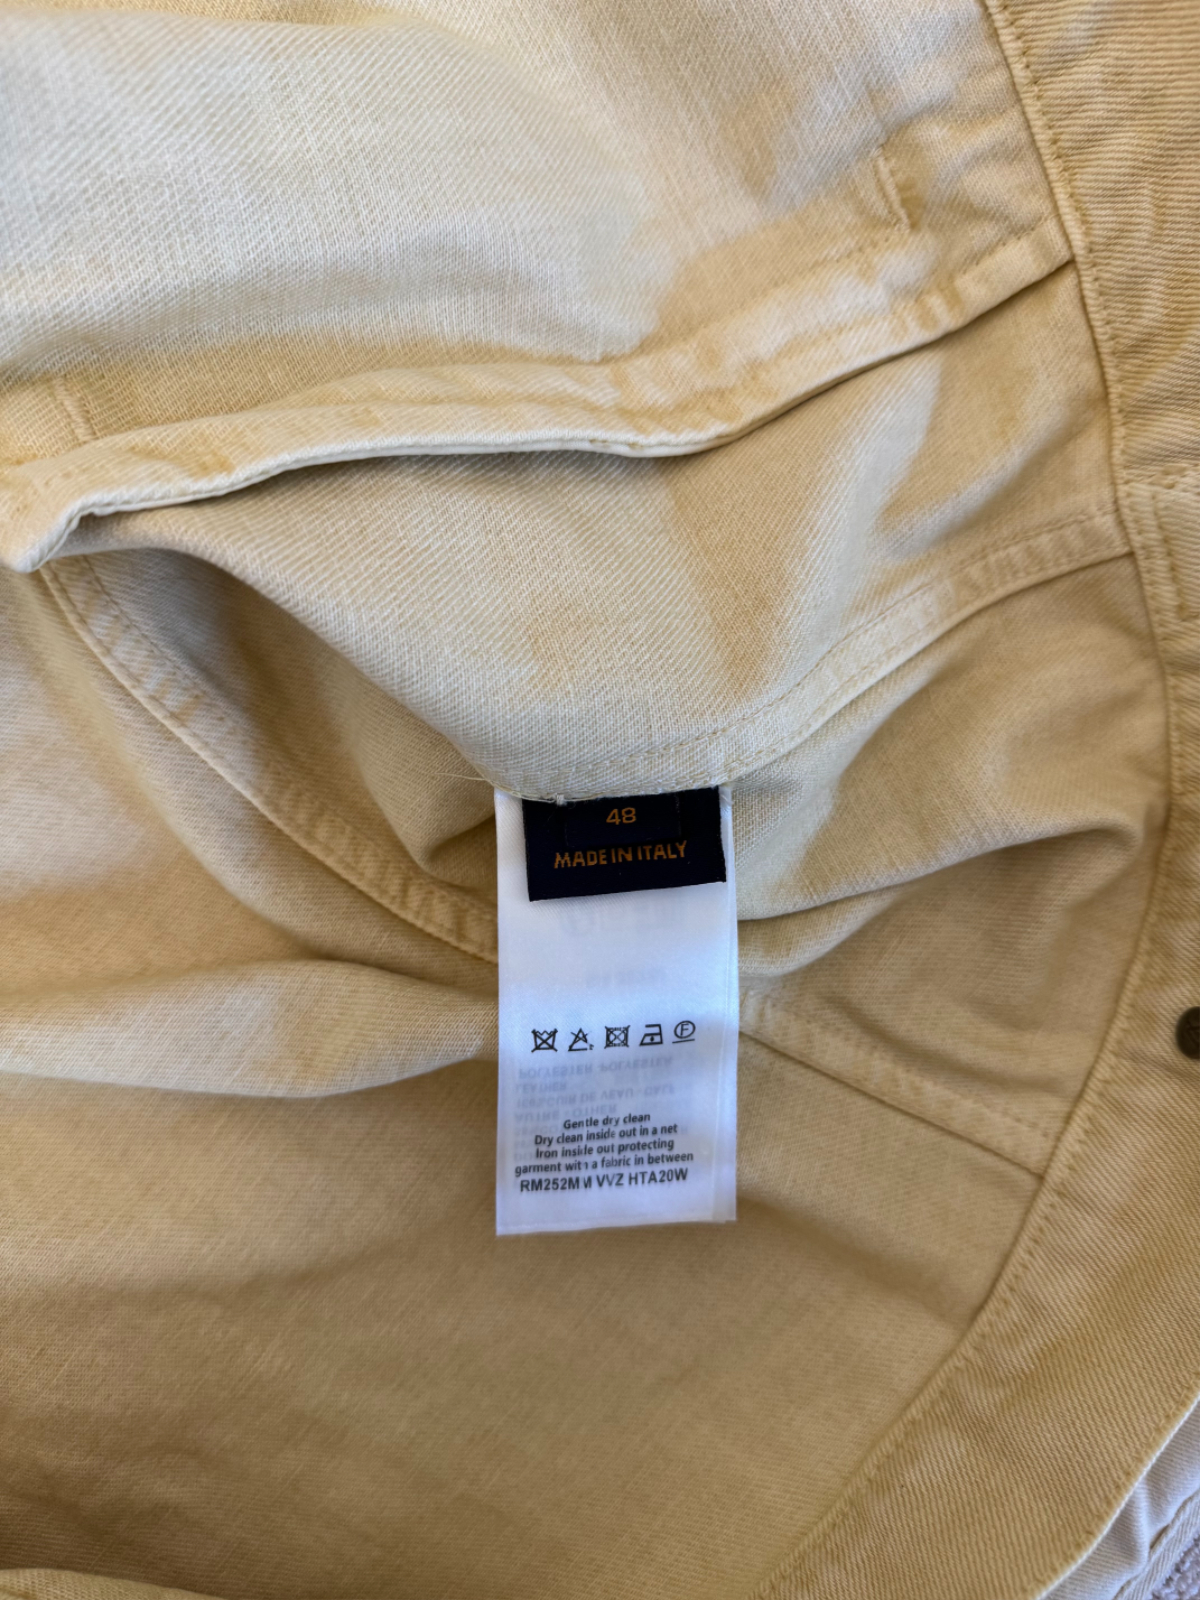 48
MADE IN ITALY
Gentle dry clean
Dry clean inside out in a net
Iron inside out protecting
garment with a fabric in between
RM252M M VVZ HTA20W